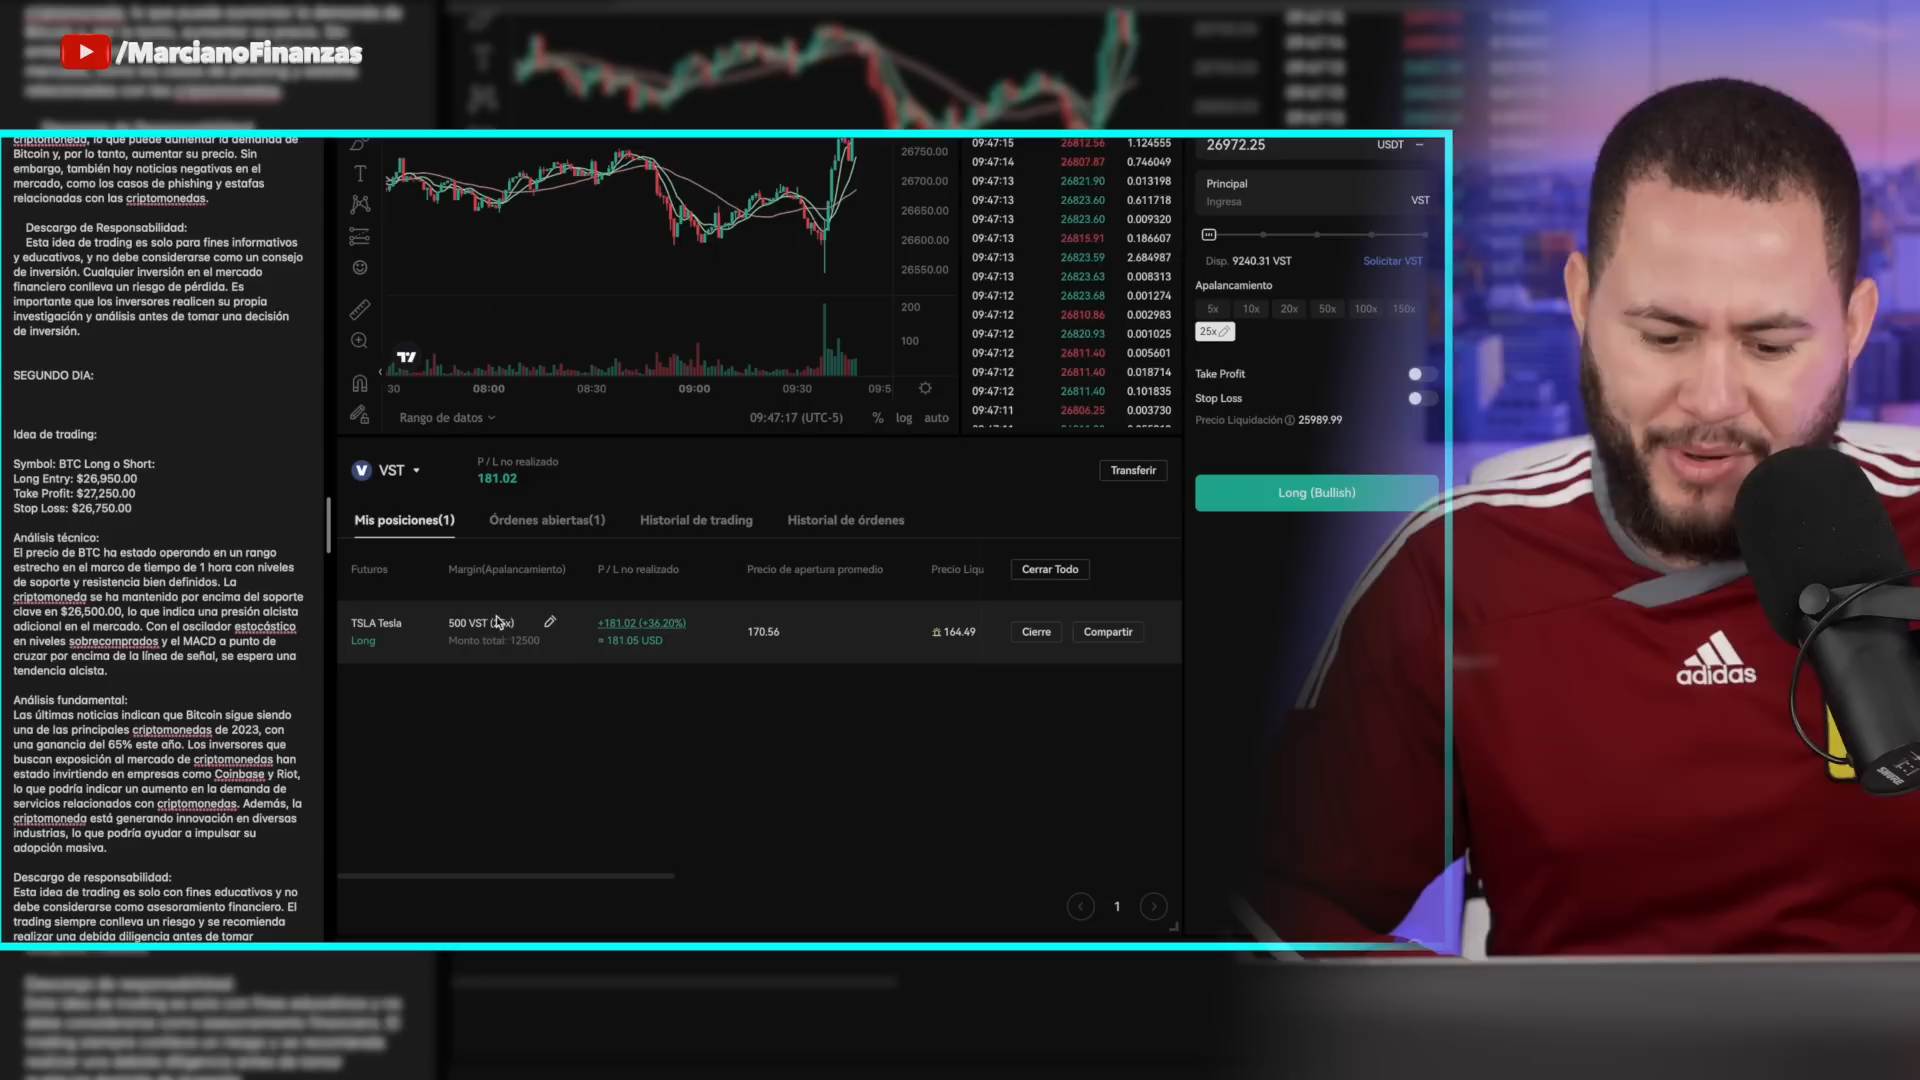 /MarcianoFinanzas
criptomoneda, lo que puede aumentar la demanda de
Bitcoin y, por lo tanto, aumentar su precio. Sin
embargo, también hay noticias negativas en el
mercado, como los casos de phishing y estafas
relacionadas con las criptomonedas.
Descargo de Responsabilidad:
Esta idea de trading es solo para fines informativos
y educativos, y no debe considerarse como un consejo
de inversión. Cualquier inversión en el mercado
financiero conlleva un riesgo de pérdida. Es
importante que los inversores realicen su propia
investigación y análisis antes de tomar una decisión
de inversión.
SEGUNDO DIA:
Idea de trading:
Symbol: BTC Long o Short:
Long Entry: $26,950.00
Take Profit: $27,250.00
Stop Loss: $26,750.00
Análisis técnico:
El precio de BTC ha estado operando en un rango
estrecho en el marco de tiempo de 1 hora con niveles
de soporte y resistencia bien definidos. La
criptomoneda se ha mantenido por encima del soporte
clave en $26,500.00, lo que indica una presión alcista
adicional en el mercado. Con el oscilador estocástico
en niveles sobrecomprados y el MACD a punto de
cruzar por encima de la línea de señal, se espera una
tendencia alcista.
Análisis fundamental:
Las últimas noticias indican que Bitcoin sigue siendo
una de las principales criptomonedas de 2023, con
una ganancia del 65% este año. Los inversores que
buscan exposición al mercado de criptomonedas han
estado invirtiendo en empresas como Coinbase y Riot,
lo que podría indicar un aumento en la demanda de
servicios relacionados con criptomonedas. Además, la
criptomoneda está generando innovación en diversas
industrias, lo que podría ayudar a impulsar su
adopción masiva.
Descargo de responsabilidad:
Esta idea de trading es solo con fines educativos y no
debe considerarse como asesoramiento financiero. El
trading siempre conlleva un riesgo y se recomienda
realizar una debida diligencia antes de tomar
26750.00
26700.00
26650.00
26600.00
26550.00
200
100
30 08:00 08:30 09:00 09:30 09:5
Rango de datos 09:47:17 (UTC-5) % log auto
09:47:15 26812.56 1.124555
09:47:14 26807.87 0.746049
09:47:13 26821.90 0.013198
09:47:13 26823.60 0.611718
09:47:13 26823.60 0.009320
09:47:13 26815.91 0.186607
09:47:13 26823.59 2.684987
09:47:13 26823.63 0.008313
09:47:12 26823.68 0.001274
09:47:12 26810.86 0.002983
09:47:12 26820.93 0.001025
09:47:12 26811.40 0.005601
09:47:12 26811.40 0.018714
09:47:12 26811.40 0.101835
09:47:11 26806.25 0.003730
26972.25 USDT
Principal
Ingresa VST
Disp. 9240.31 VST Solicitar VST
Apalancamiento
5x 10x 20x 50x 100x 150x
25x
Take Profit
Stop Loss
Precio Liquidación 25989.99
Long (Bullish)
V VST
P / L no realizado
181.02
Transferir
Mis posiciones(1) Órdenes abiertas(1) Historial de trading Historial de órdenes
Futuros Margin(Apalancamiento) P / L no realizado Precio de apertura promedio Precio Liqu Cerrar Todo
TSLA Tesla 500 VST +181.02 (+36.20%) 170.56 164.49 Cierre Compartir
Long Monto total: 12500 ≈ 181.05 USD
1
adidas
SHURE